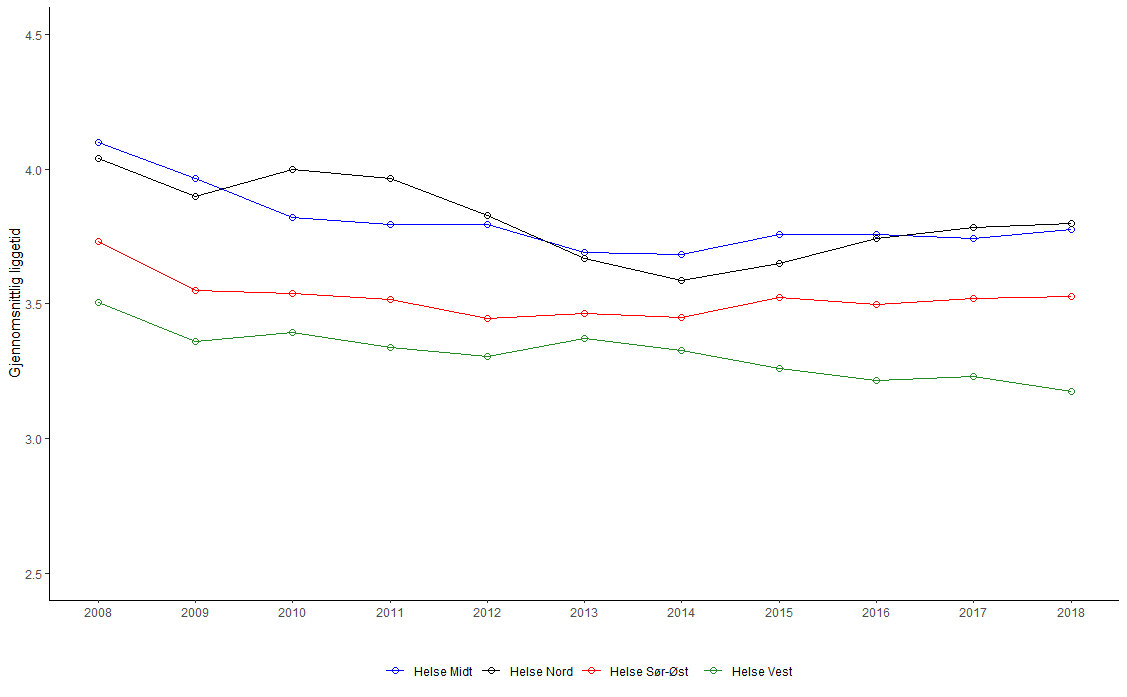 Gjennomsnittlig liggetid
4.5
4.0
3.5
3.0
2.5
2008 2009 2010 2011 2012 2013 2014 2015 2016 2017 2018
Helse Midt Helse Nord Helse Sør-Øst Helse Vest